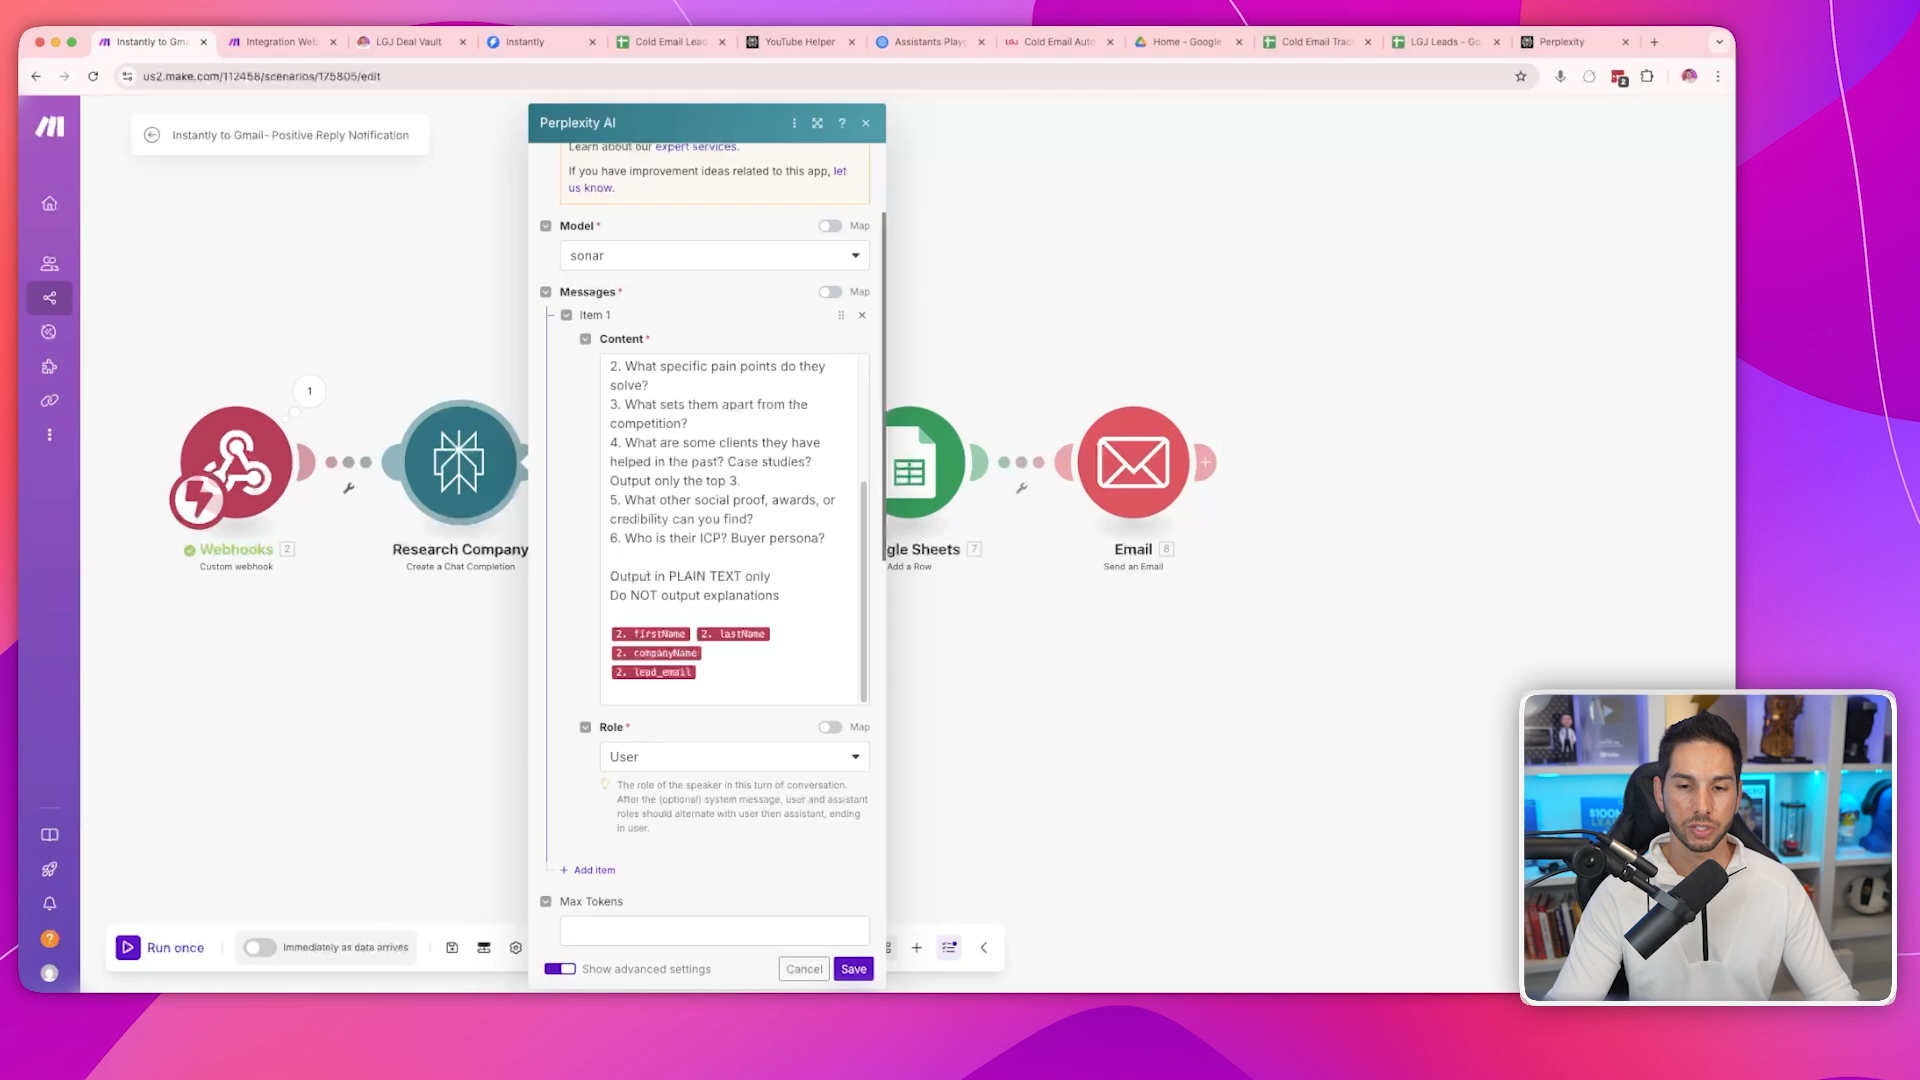 Instantly to Gma
Integration Web
LGJ Deal Vault
Instantly
Cold Email Lead
YouTube Helper
Assistants Playg
LGJ Cold Email Auto
Home - Google
Cold Email Trac
LGJ Leads - Go
Perplexity
us2.make.com/112458/scenarios/175805/edit
Instantly to Gmail- Positive Reply Notification
Perplexity AI
Learn about our expert services.
If you have improvement ideas related to this app, let
us know.
Model *
Map
sonar
Messages *
Map
Item 1
Content *
2. What specific pain points do they
solve?
3. What sets them apart from the
competition?
4. What are some clients they have
helped in the past? Case studies?
Output only the top 3.
5. What other social proof, awards, or
credibility can you find?
6. Who is their ICP? Buyer persona?
Output in PLAIN TEXT only
Do NOT output explanations
2. firstName 2. lastName
2. companyName
2. lead_email
Role *
Map
User
The role of the speaker in this turn of conversation.
After the (optional) system message, user and assistant
roles should alternate with user then assistant, ending
in user.
+ Add item
Max Tokens
Show advanced settings
Cancel
Save
1
Webhooks 2
Custom webhook
Research Company
Create a Chat Completion
gle Sheets 7
Add a Row
Email 8
Send an Email
Run once
Immediately as data arrives
$100M